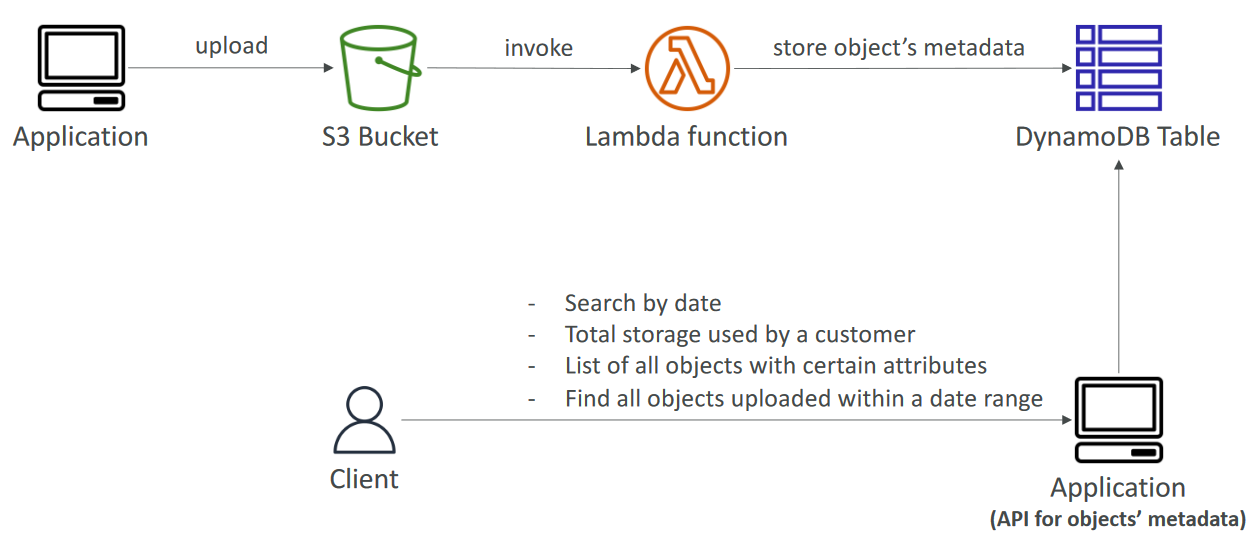 upload
invoke
store object's metadata
Application
S3 Bucket
Lambda function
DynamoDB Table
- Search by date
- Total storage used by a customer
- List of all objects with certain attributes
- Find all objects uploaded within a date range
Client
Application
(API for objects' metadata)